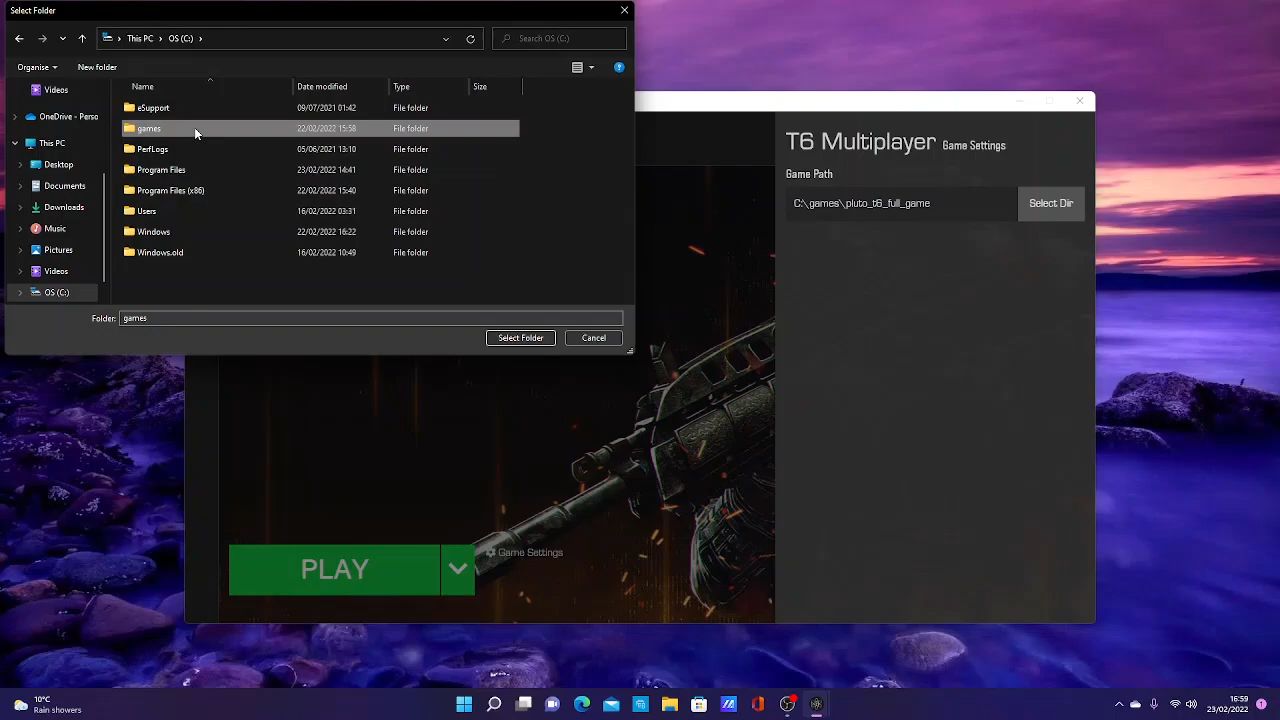 Select Folder
This PC > OS (C:) >
Search OS (C:)
Organise
New folder
Name
Date modified
Type
Size
Videos
OneDrive - Perso
This PC
Desktop
Documents
Downloads
Music
Pictures
Videos
OS (C:)
eSupport 09/07/2021 01:42 File folder
games 22/02/2022 15:58 File folder
PerfLogs 05/06/2021 13:10 File folder
Program Files 23/02/2022 14:41 File folder
Program Files (x86) 22/02/2022 15:40 File folder
Users 16/02/2022 03:31 File folder
Windows 22/02/2022 16:22 File folder
Windows.old 16/02/2022 10:49 File folder
Folder: games
Select Folder
Cancel
T6 Multiplayer Game Settings
Game Path
C:\games\pluto_t6_full_game
Select Dir
PLAY
Game Settings
10°C
Rain showers
16:59
23/02/2022
1